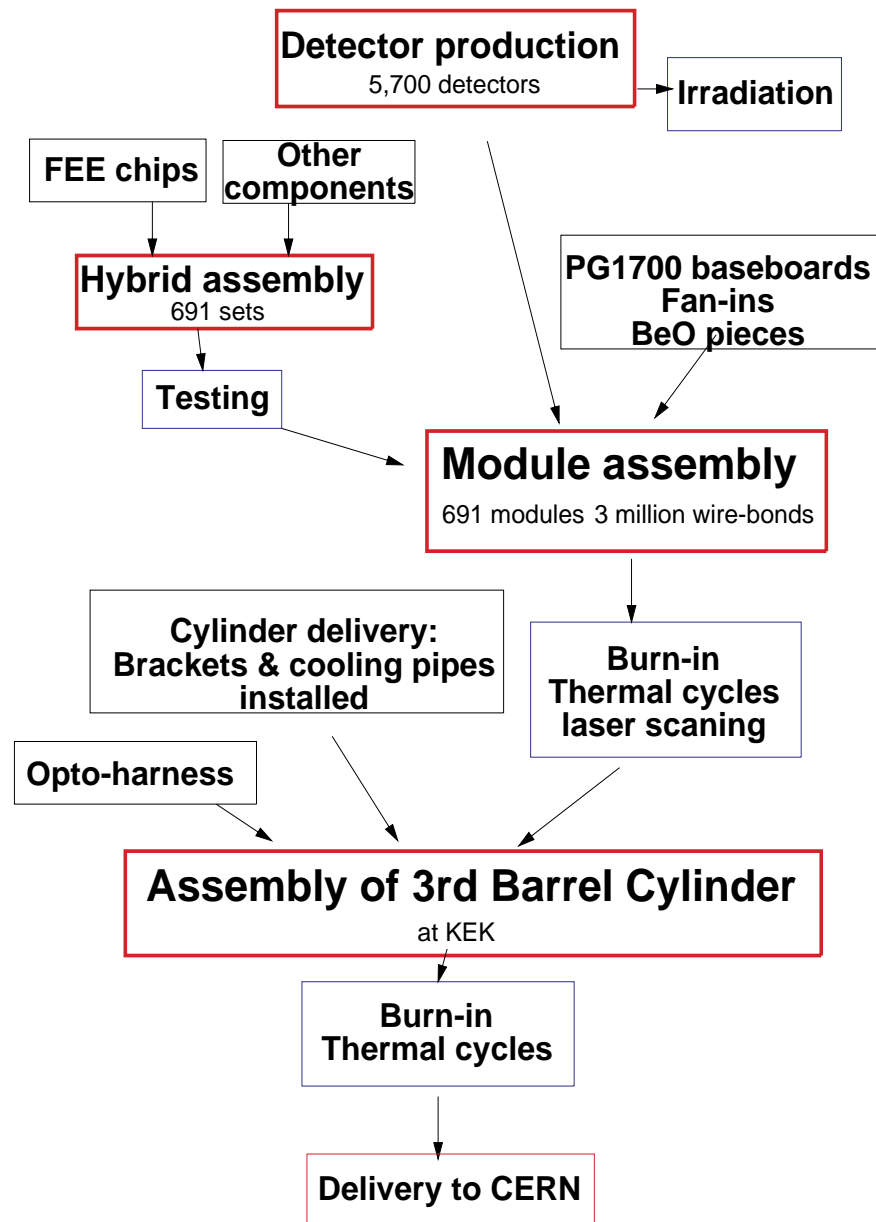 Detector production
5,700 detectors
Irradiation
FEE chips
Other
components
Hybrid assembly
691 sets
PG1700 baseboards
Fan-ins
BeO pieces
Testing
Module assembly
691 modules 3 million wire-bonds
Cylinder delivery:
Brackets & cooling pipes
installed
Burn-in
Thermal cycles
laser scaning
Opto-harness
Assembly of 3rd Barrel Cylinder
at KEK
Burn-in
Thermal cycles
Delivery to CERN